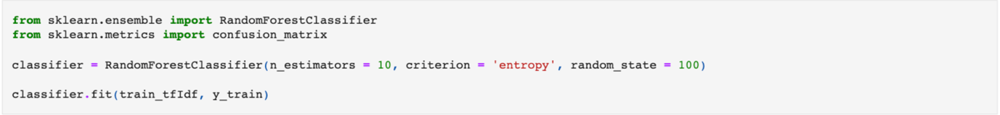 from sklearn.ensemble import RandomForestClassifier
from sklearn.metrics import confusion_matrix
classifier = RandomForestClassifier(n_estimators = 10, criterion = 'entropy', random_state = 100)
classifier.fit(train_tfIdf, y_train)